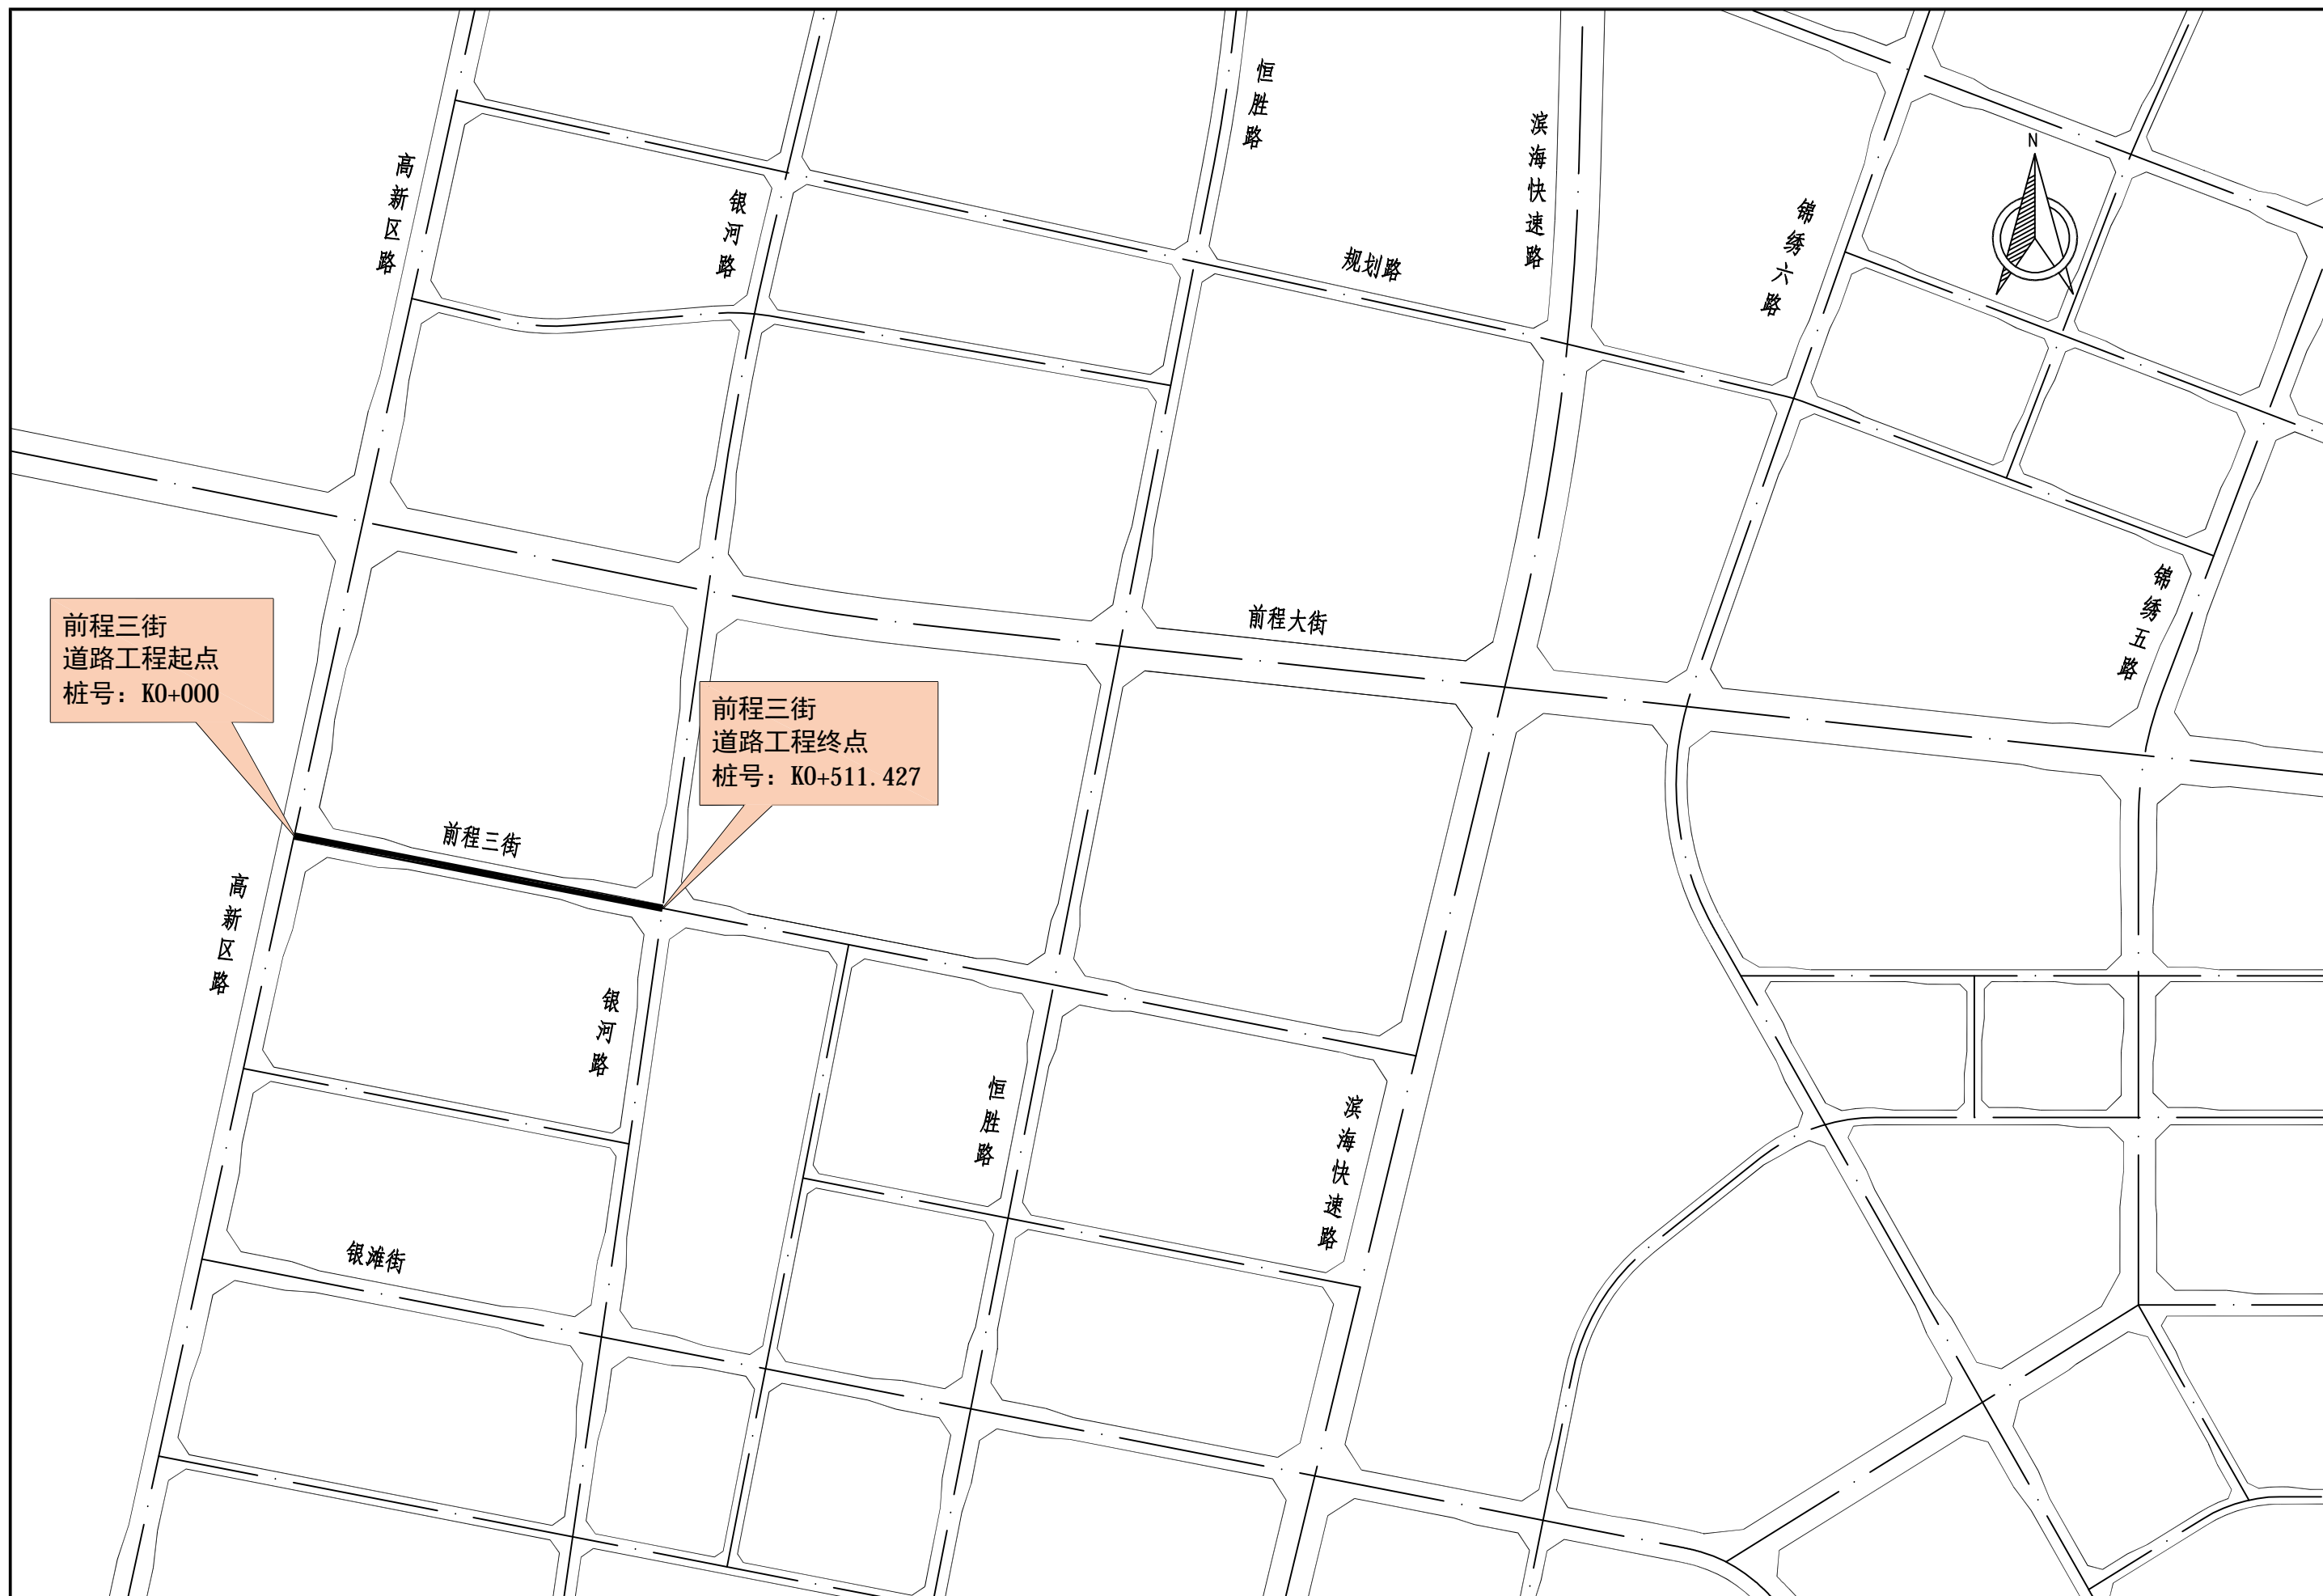 恒胜路
滨海快速路
N
高新区路
银河路
锦绣六路
规划路
锦绣五路
前程大街
前程三街
道路工程起点
桩号：K0+000
前程三街
道路工程终点
桩号：K0+511.427
前程三街
高新区路
银河路
恒胜路
滨海快速路
银滩街